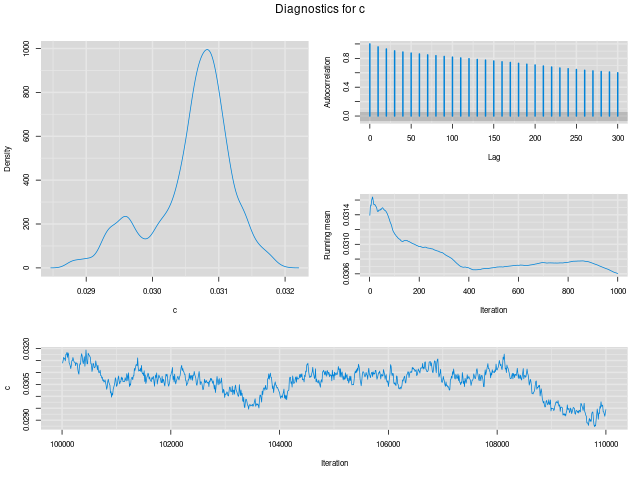 Diagnostics for c
Density
0 200 400 600 800 1000
0.029 0.030 0.031 0.032
c
Autocorrelation
0.0 0.4 0.8
0 50 100 150 200 250 300
Lag
Running mean
0.0306 0.0310 0.0314
0 200 400 600 800 1000
Iteration
c
0.0290 0.0305 0.0320
100000 102000 104000 106000 108000 110000
Iteration